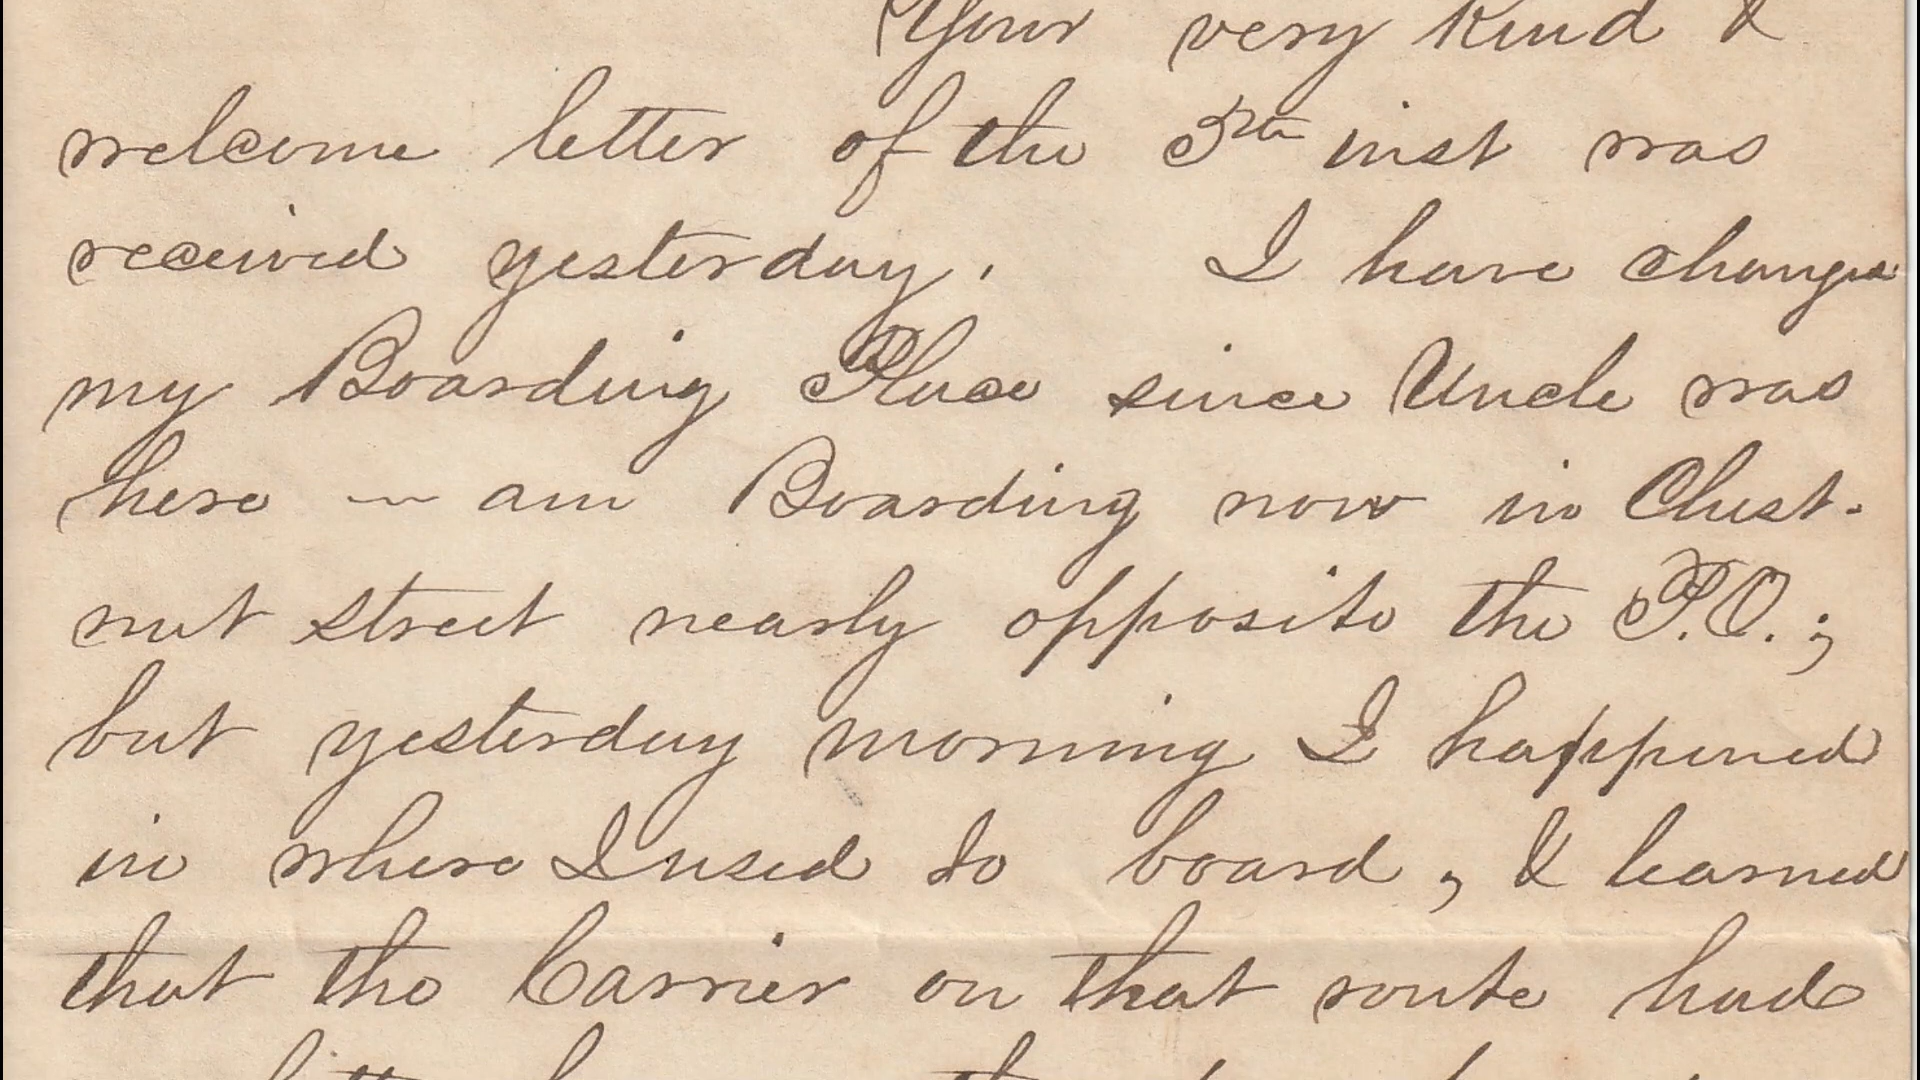 Your very kind &
welcome letter of the 5th inst was
received yesterday. I have changed
my Boarding Place since Uncle was
here – am Boarding now in Chest-
nut street nearly opposite the P.O.;
but yesterday morning I happened
in where I used to board, & learned
that the Carrier on that route had
letter